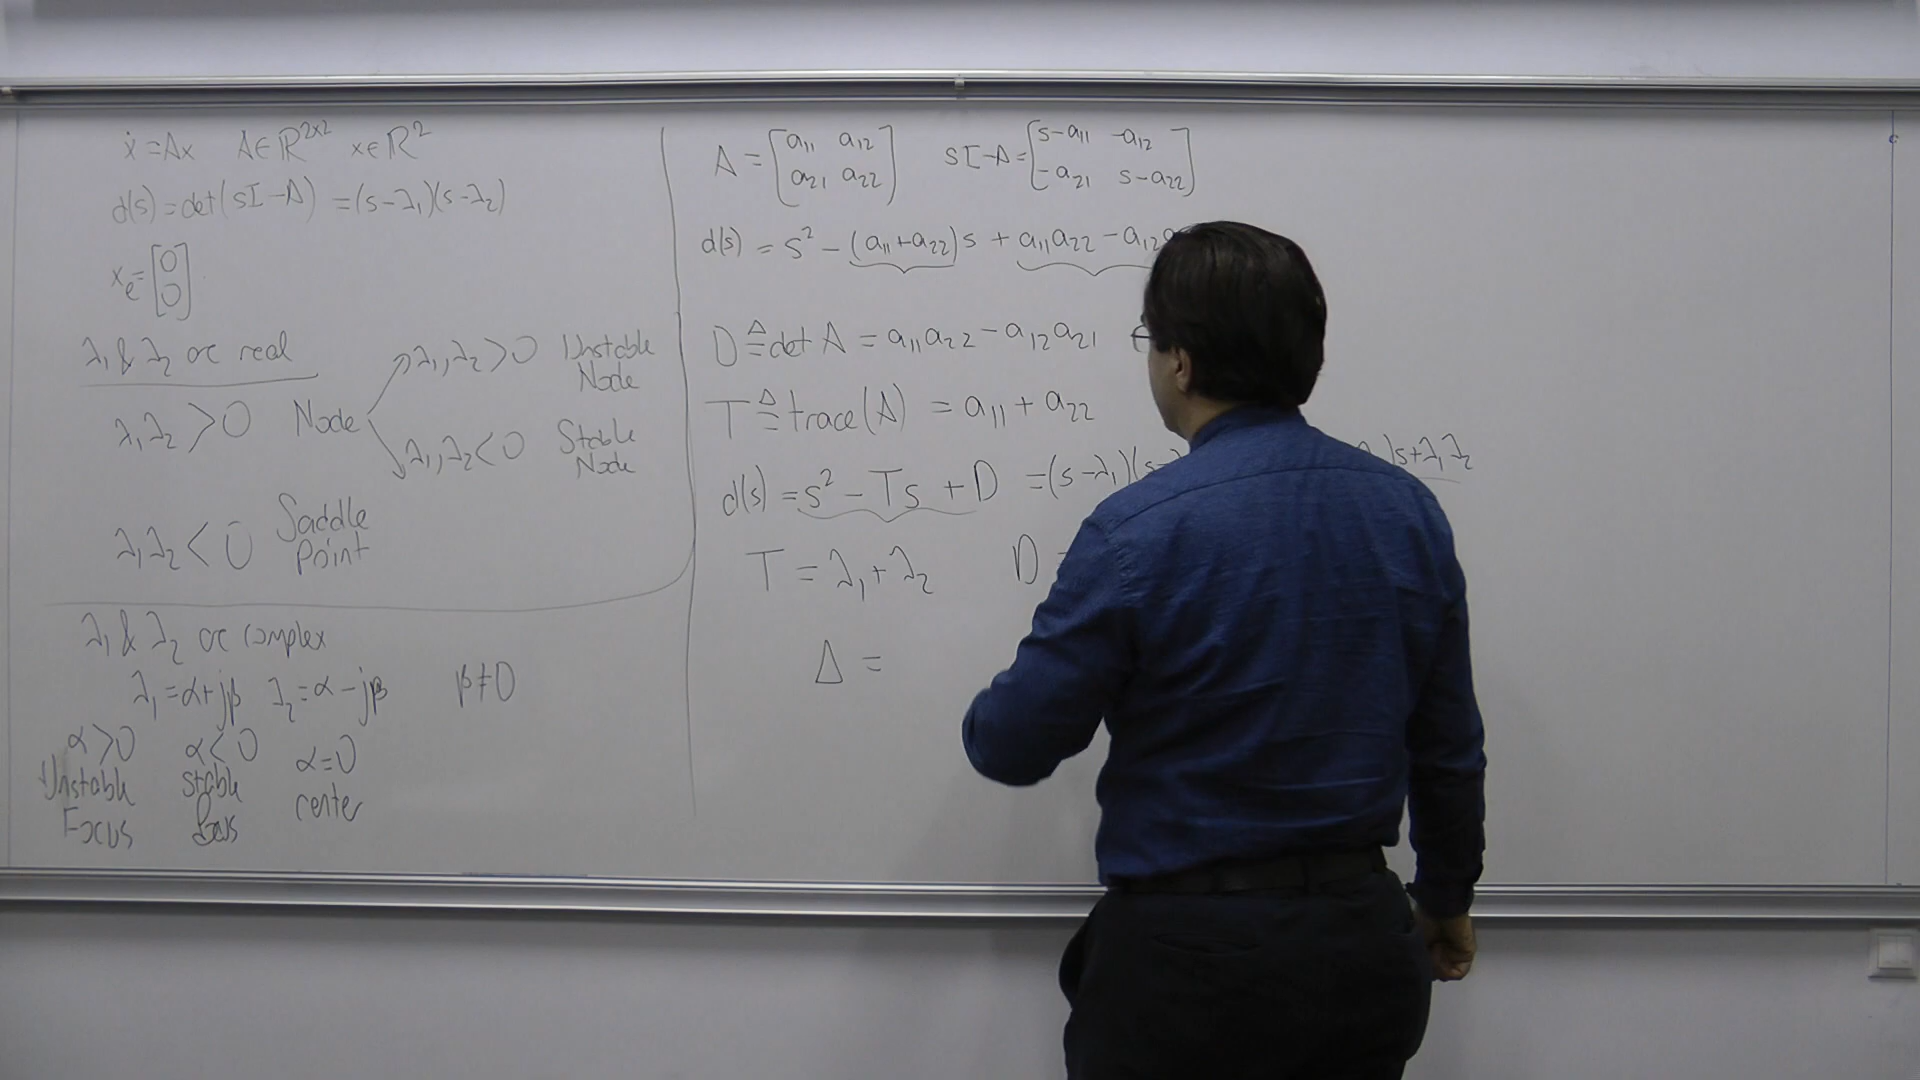 ẋ = Ax A∈ℝ^{2x2} x∈ℝ^2
d(s) = det(sI-A) = (s-λ₁)(s-λ₂)
x_e = [0 0]
λ₁ & λ₂ are real
λ₁λ₂ > 0 Node
λ₁, λ₂ > 0 Unstable Node
λ₁, λ₂ < 0 Stable Node
λ₁λ₂ < 0 Saddle Point
λ₁ & λ₂ are complex
λ₁ = α+jβ λ₂ = α-jβ β≠0
α>0 α<0 α=0
Unstable stable center
Focus focus
A = [a₁₁ a₁₂; a₂₁ a₂₂] sI-A = [s-a₁₁ -a₁₂; -a₂₁ s-a₂₂]
d(s) = s² - (a₁₁+a₂₂)s + a₁₁a₂₂ - a₁₂
D ≜ det A = a₁₁a₂₂ - a₁₂a₂₁
T ≜ trace(A) = a₁₁ + a₂₂
d(s) = s² - Ts + D = (s-λ₁)(s- )s+λ₁λ₂
T = λ₁+λ₂ D =
Δ =